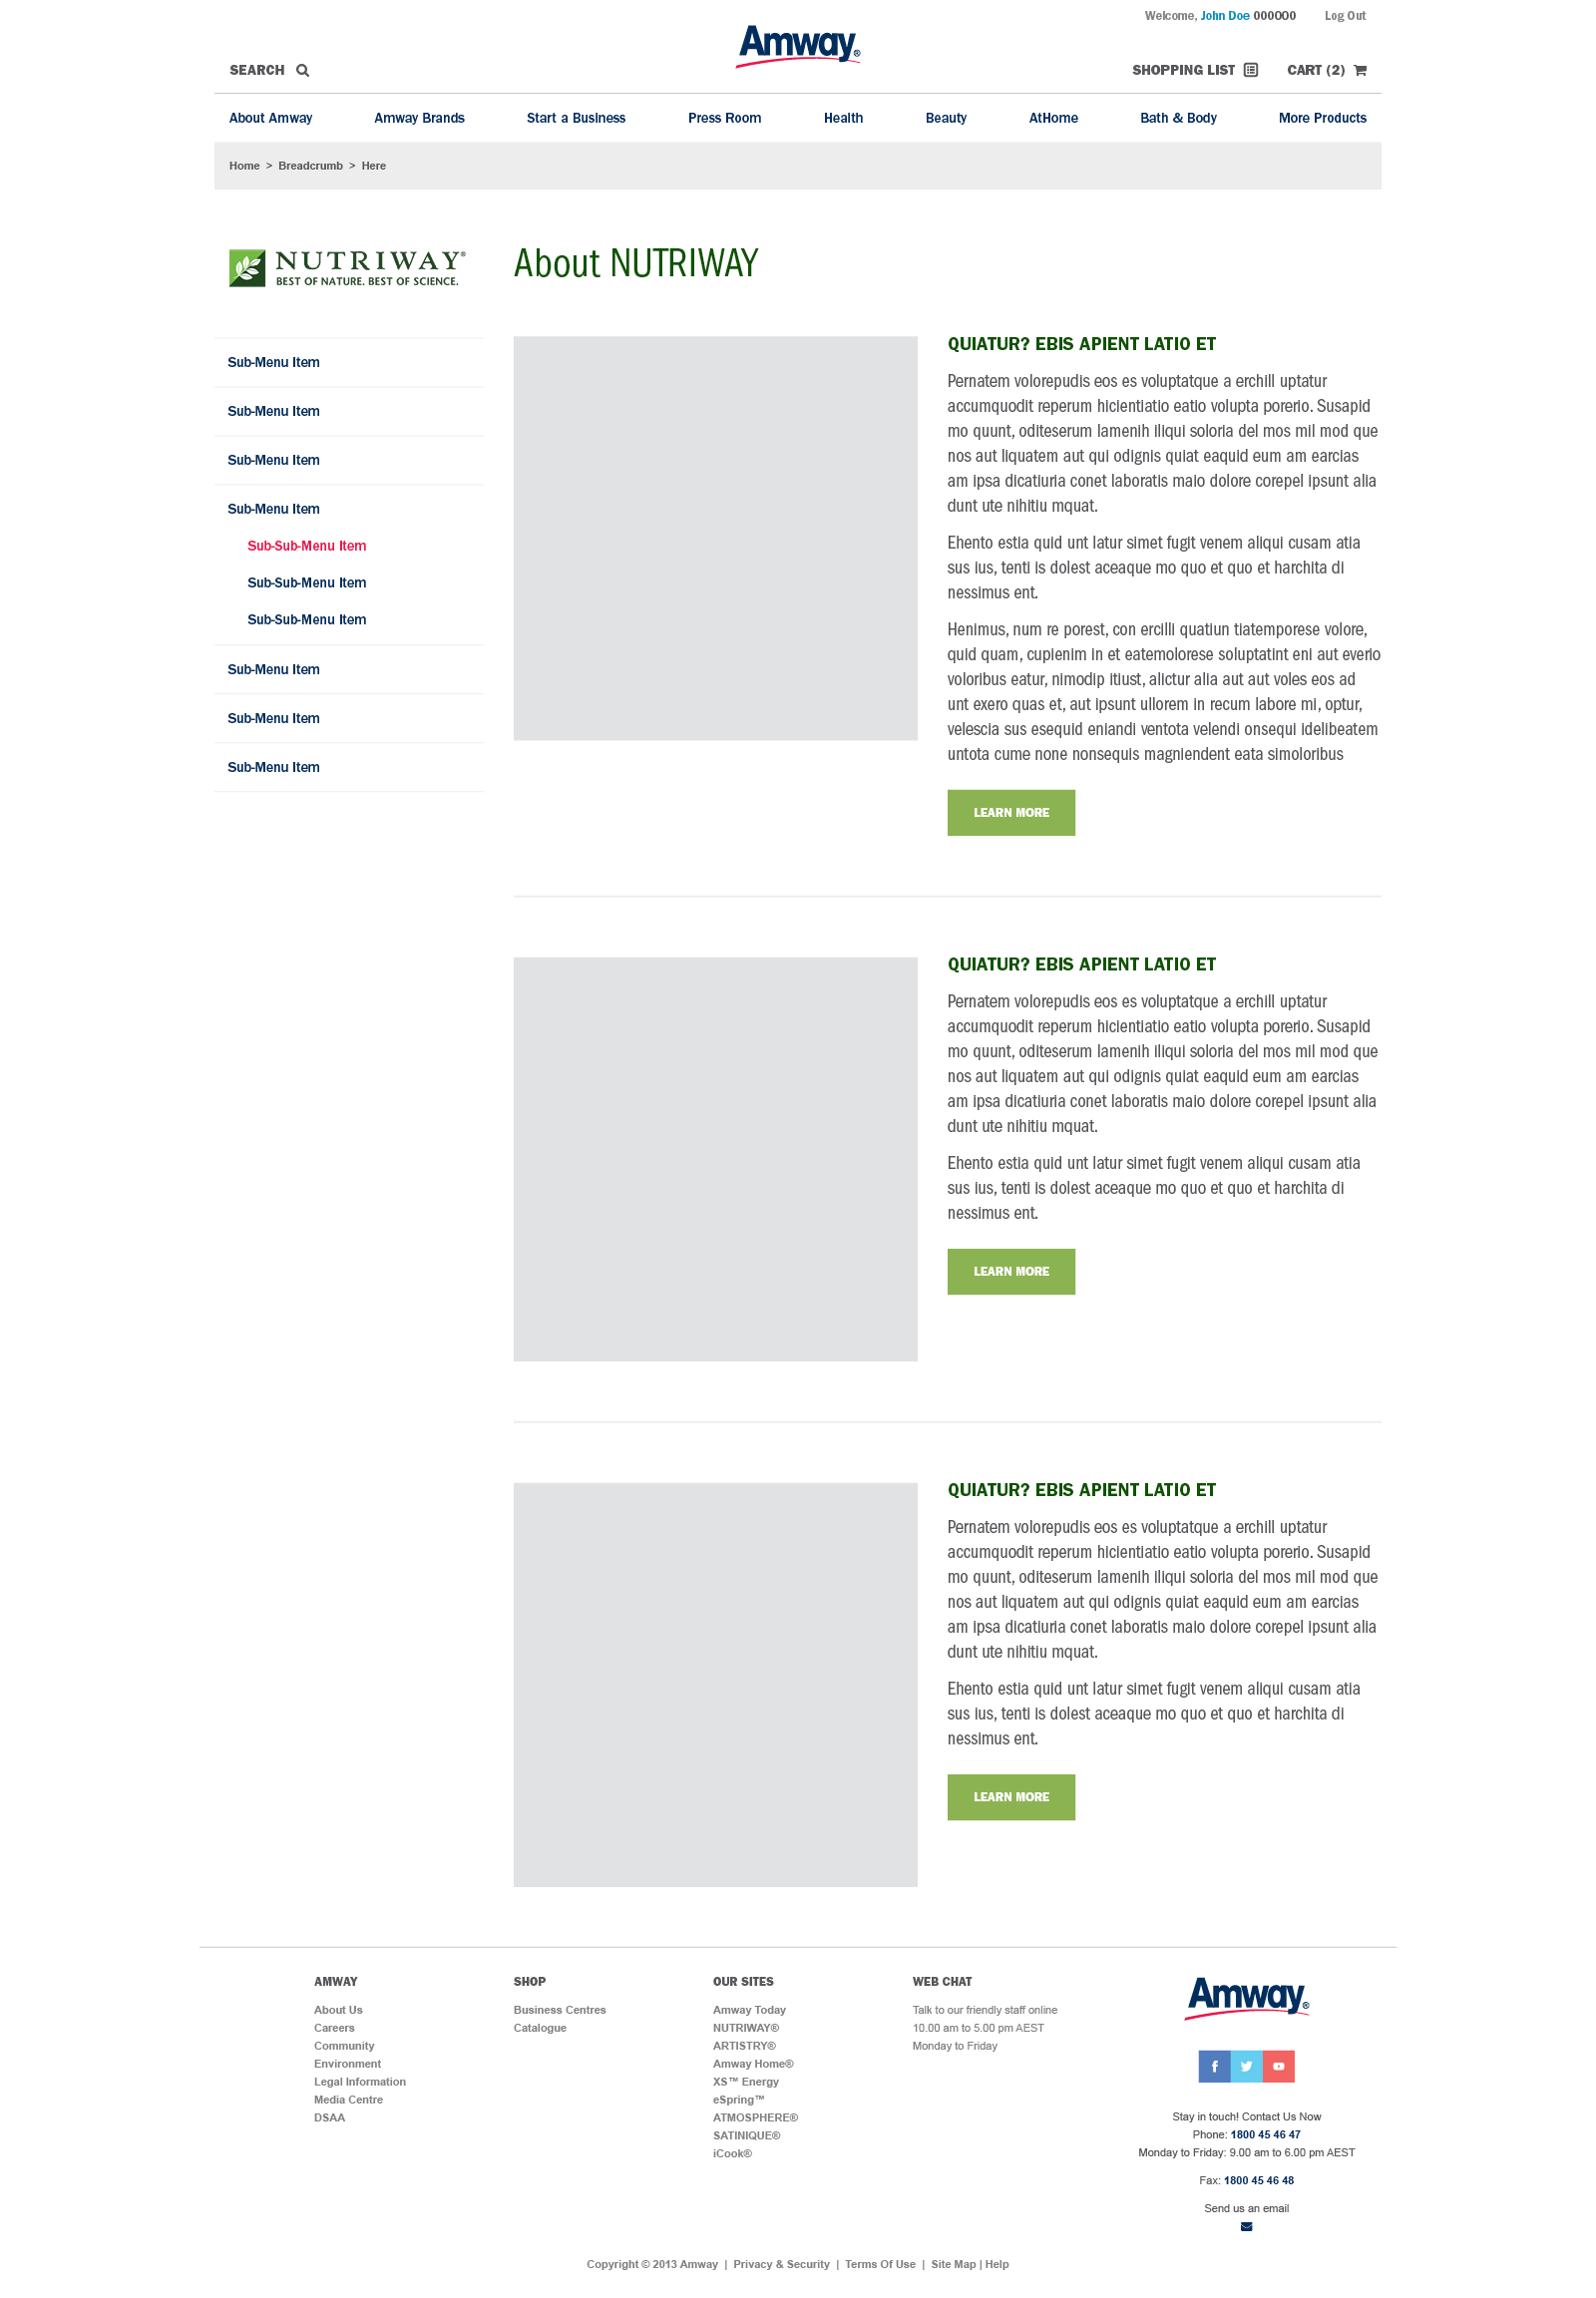 Welcome, John Doe 000000 Log Out
Amway®
SEARCH
SHOPPING LIST
CART (2)
About Amway Amway Brands Start a Business Press Room Health Beauty AtHome Bath & Body More Products
Home > Breadcrumb > Here
NUTRIWAY®
BEST OF NATURE. BEST OF SCIENCE.
About NUTRIWAY
Sub-Menu Item
Sub-Menu Item
Sub-Menu Item
Sub-Menu Item
Sub-Sub-Menu Item
Sub-Sub-Menu Item
Sub-Sub-Menu Item
Sub-Menu Item
Sub-Menu Item
Sub-Menu Item
QUIATUR? EBIS APIENT LATIO ET
Pernatem volorepudis eos es voluptatque a erchill uptatur
accumquodit reperum hicientiatio eatio volupta porerio. Susapid
mo quunt, oditeserum lamenih iliqui soloria del mos mil mod que
nos aut liquatem aut qui odignis quiat eaquid eum am earcias
am ipsa dicatiuria conet laboratis maio dolore corepel ipsunt alia
dunt ute nihitiu mquat.
Ehento estia quid unt latur simet fugit venem aliqui cusam atia
sus ius, tenti is dolest aceaque mo quo et quo et harchita di
nessimus ent.
Henimus, num re porest, con ercilli quatiun tiatemporese volore,
quid quam, cupienim in et eatemolorese soluptatint eni aut everio
voloribus eatur, nimodip itiust, alictur alia aut aut voles eos ad
unt exero quas et, aut ipsunt ullorem in recum labore mi, optur,
velescia sus esequid eniandi ventota velendi onsequi idelibeatem
untota cume none nonsequis magniendent eata simoloribus
LEARN MORE
QUIATUR? EBIS APIENT LATIO ET
Pernatem volorepudis eos es voluptatque a erchill uptatur
accumquodit reperum hicientiatio eatio volupta porerio. Susapid
mo quunt, oditeserum lamenih iliqui soloria del mos mil mod que
nos aut liquatem aut qui odignis quiat eaquid eum am earcias
am ipsa dicatiuria conet laboratis maio dolore corepel ipsunt alia
dunt ute nihitiu mquat.
Ehento estia quid unt latur simet fugit venem aliqui cusam atia
sus ius, tenti is dolest aceaque mo quo et quo et harchita di
nessimus ent.
LEARN MORE
QUIATUR? EBIS APIENT LATIO ET
Pernatem volorepudis eos es voluptatque a erchill uptatur
accumquodit reperum hicientiatio eatio volupta porerio. Susapid
mo quunt, oditeserum lamenih iliqui soloria del mos mil mod que
nos aut liquatem aut qui odignis quiat eaquid eum am earcias
am ipsa dicatiuria conet laboratis maio dolore corepel ipsunt alia
dunt ute nihitiu mquat.
Ehento estia quid unt latur simet fugit venem aliqui cusam atia
sus ius, tenti is dolest aceaque mo quo et quo et harchita di
nessimus ent.
LEARN MORE
AMWAY
About Us
Careers
Community
Environment
Legal Information
Media Centre
DSAA
SHOP
Business Centres
Catalogue
OUR SITES
Amway Today
NUTRIWAY®
ARTISTRY®
Amway Home®
XS™ Energy
eSpring™
ATMOSPHERE®
SATINIQUE®
iCook®
WEB CHAT
Talk to our friendly staff online
10.00 am to 5.00 pm AEST
Monday to Friday
Amway®
Stay in touch! Contact Us Now
Phone: 1800 45 46 47
Monday to Friday: 9.00 am to 6.00 pm AEST
Fax: 1800 45 46 48
Send us an email
Copyright © 2013 Amway | Privacy & Security | Terms Of Use | Site Map | Help